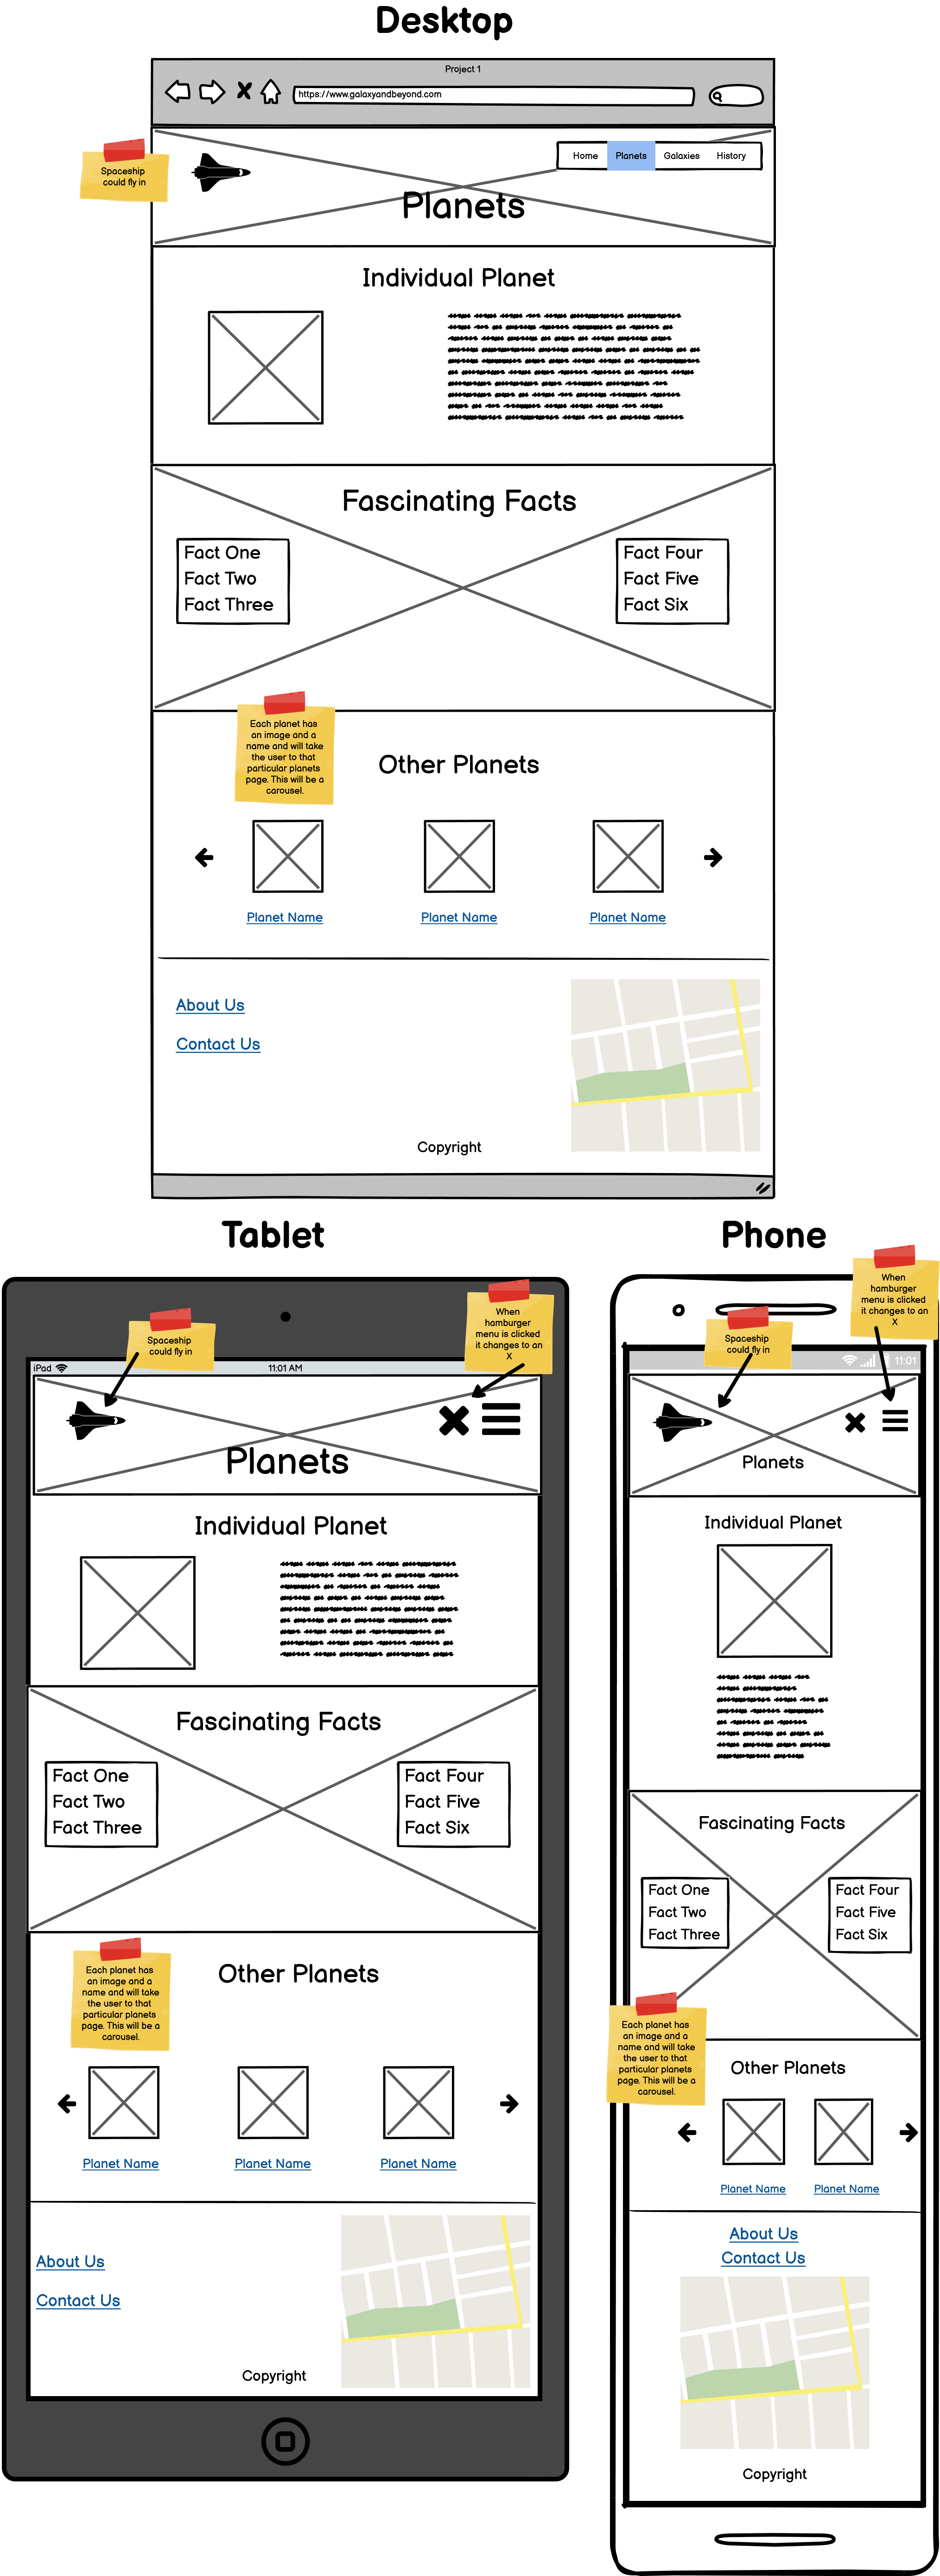 Desktop
Project 1
https://www.galaxyandbeyond.com
Spaceship
could fly in
Home Planets Galaxies History
Planets
Individual Planet
Fascinating Facts
Fact One
Fact Two
Fact Three
Fact Four
Fact Five
Fact Six
Each planet has
an image and a
name and will take
the user to that
particular planets
page. This will be a
carousel.
Other Planets
Planet Name Planet Name Planet Name
About Us
Contact Us
Copyright
Tablet
When
hamburger
menu is clicked
it changes to an
X
Spaceship
could fly in
iPad 11:01 AM
Planets
Individual Planet
Fascinating Facts
Fact One
Fact Two
Fact Three
Fact Four
Fact Five
Fact Six
Each planet has
an image and a
name and will take
the user to that
particular planets
page. This will be a
carousel.
Other Planets
Planet Name Planet Name Planet Name
About Us
Contact Us
Copyright
Phone
When
hamburger
menu is clicked
it changes to an
X
Spaceship
could fly in
11:01
Planets
Individual Planet
Fascinating Facts
Fact One
Fact Two
Fact Three
Fact Four
Fact Five
Fact Six
Each planet has
an image and a
name and will take
the user to that
particular planets
page. This will be a
carousel.
Other Planets
Planet Name Planet Name
About Us
Contact Us
Copyright